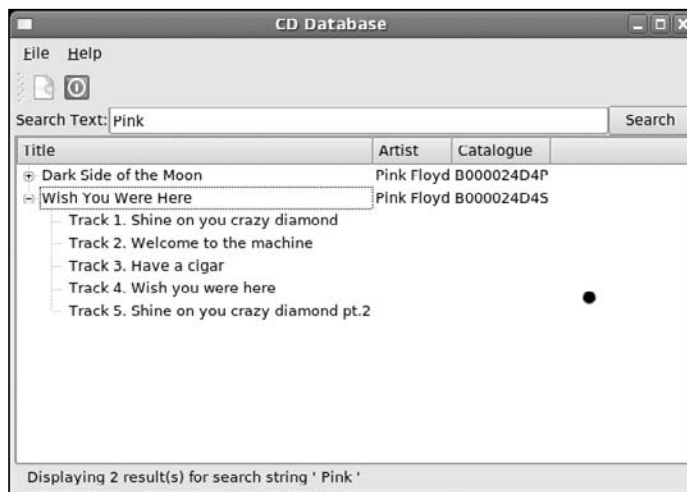 CD Database
File Help
Search Text: Pink Search
Title Artist Catalogue
Dark Side of the Moon Pink Floyd B000024D4P
Wish You Were Here Pink Floyd B000024D4S
Track 1. Shine on you crazy diamond
Track 2. Welcome to the machine
Track 3. Have a cigar
Track 4. Wish you were here
Track 5. Shine on you crazy diamond pt.2
Displaying 2 result(s) for search string ' Pink '